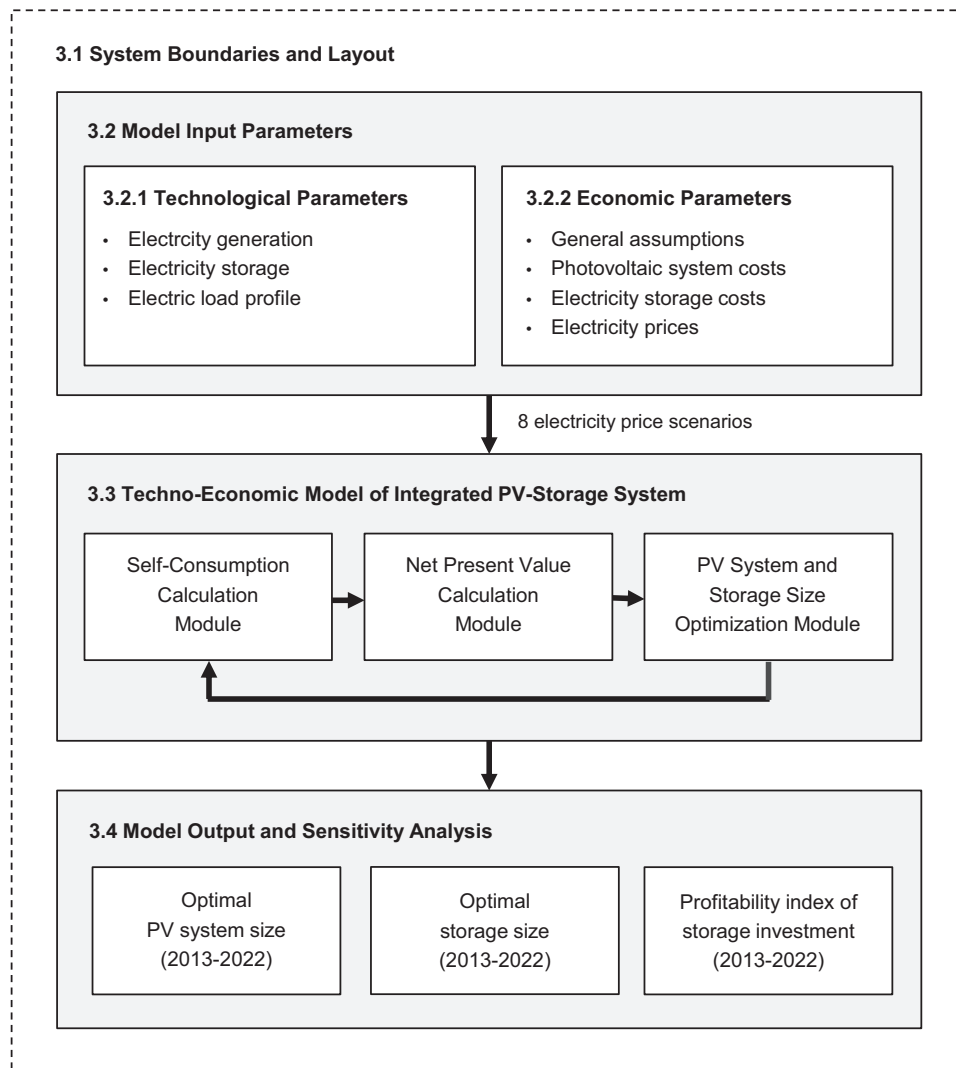 3.1 System Boundaries and Layout
3.2 Model Input Parameters
3.2.1 Technological Parameters
• Electrcity generation
• Electricity storage
• Electric load profile
3.2.2 Economic Parameters
• General assumptions
• Photovoltaic system costs
• Electricity storage costs
• Electricity prices
8 electricity price scenarios
3.3 Techno-Economic Model of Integrated PV-Storage System
Self-Consumption
Calculation
Module
Net Present Value
Calculation
Module
PV System and
Storage Size
Optimization Module
3.4 Model Output and Sensitivity Analysis
Optimal
PV system size
(2013-2022)
Optimal
storage size
(2013-2022)
Profitability index of
storage investment
(2013-2022)